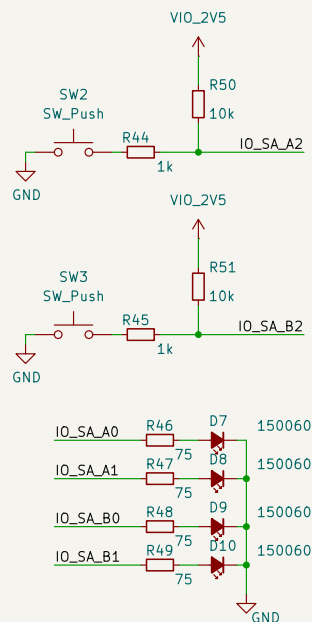 VIO_2V5
R50
10k
SW2
SW_Push
R44
1k
IO_SA_A2
GND
VIO_2V5
R51
10k
SW3
SW_Push
R45
1k
IO_SA_B2
GND
IO_SA_A0 R46 75 D7 150060
IO_SA_A1 R47 75 D8 150060
IO_SA_B0 R48 75 D9 150060
IO_SA_B1 R49 75 D10 150060
GND